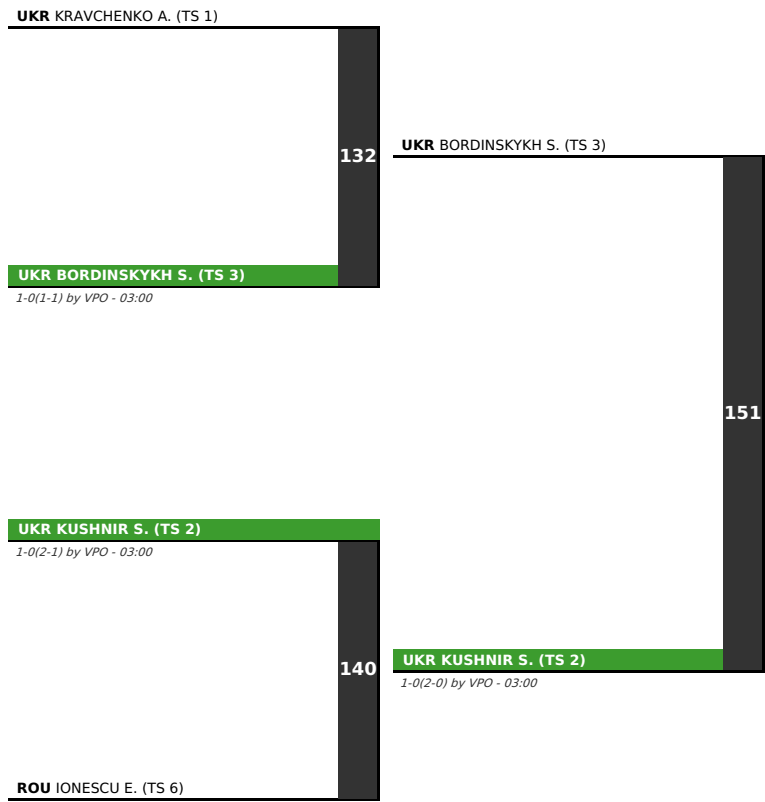 UKR KRAVCHENKO A. (TS 1)
132
UKR BORDINSKYKH S. (TS 3)
1-0(1-1) by VPO - 03:00
UKR KUSHNIR S. (TS 2)
1-0(2-1) by VPO - 03:00
140
ROU IONESCU E. (TS 6)
UKR BORDINSKYKH S. (TS 3)
151
UKR KUSHNIR S. (TS 2)
1-0(2-0) by VPO - 03:00